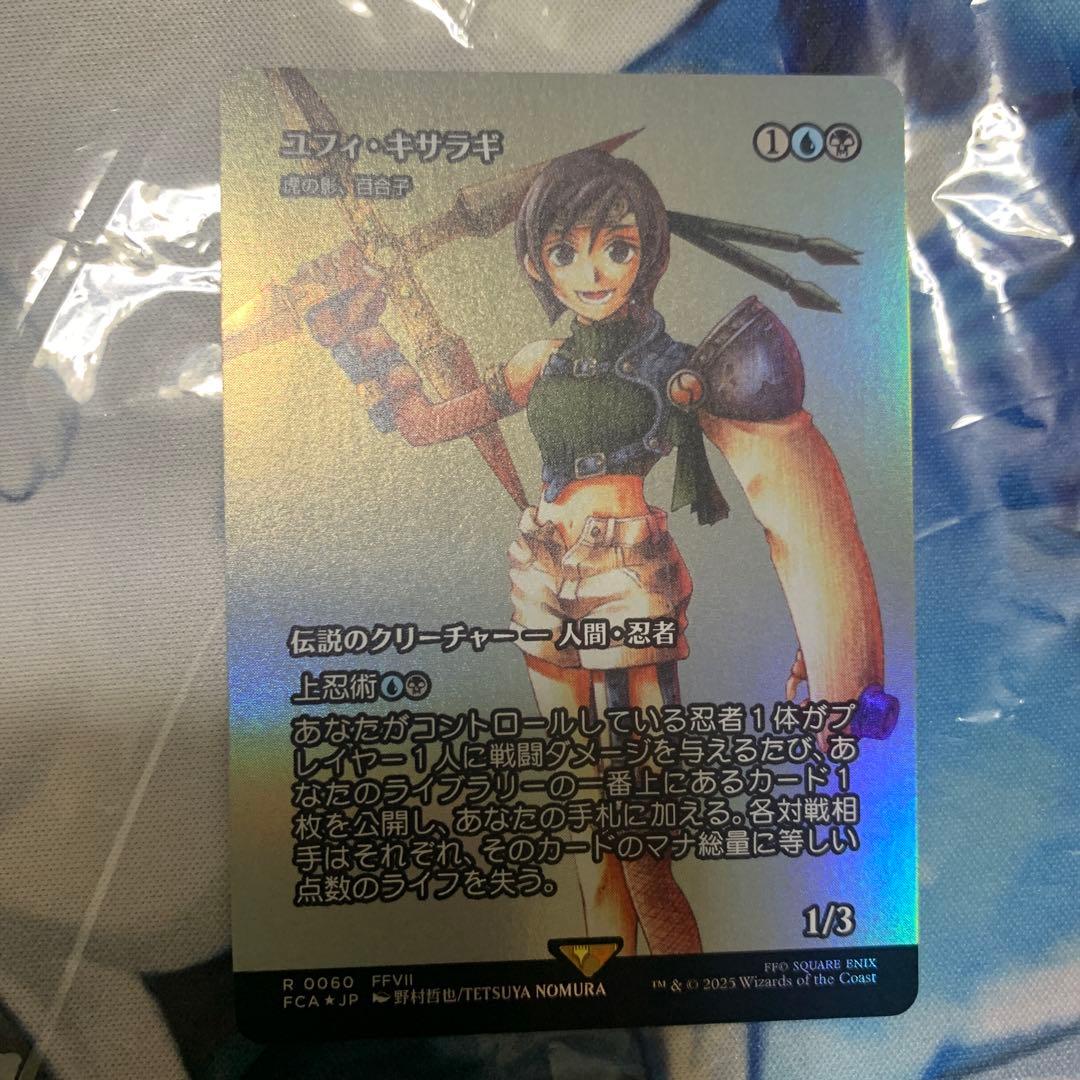 ユフィ・キサラギ
1
虎の影、百合子
伝説のクリーチャー ー 人間・忍者
上忍術
あなたがコントロールしている忍者1体がプ
レイヤー1人に戦闘ダメージを与えるたび、あ
なたのライブラリーの一番上にあるカード1
枚を公開し、あなたの手札に加える。各対戦相
手はそれぞれ、そのカードのマナ総量に等しい
点数のライフを失う。
1/3
R 0060 FFVII
FCA★JP 野村哲也/TETSUYA NOMURA
FF© SQUARE ENIX
™ & © 2025 Wizards of the Coast